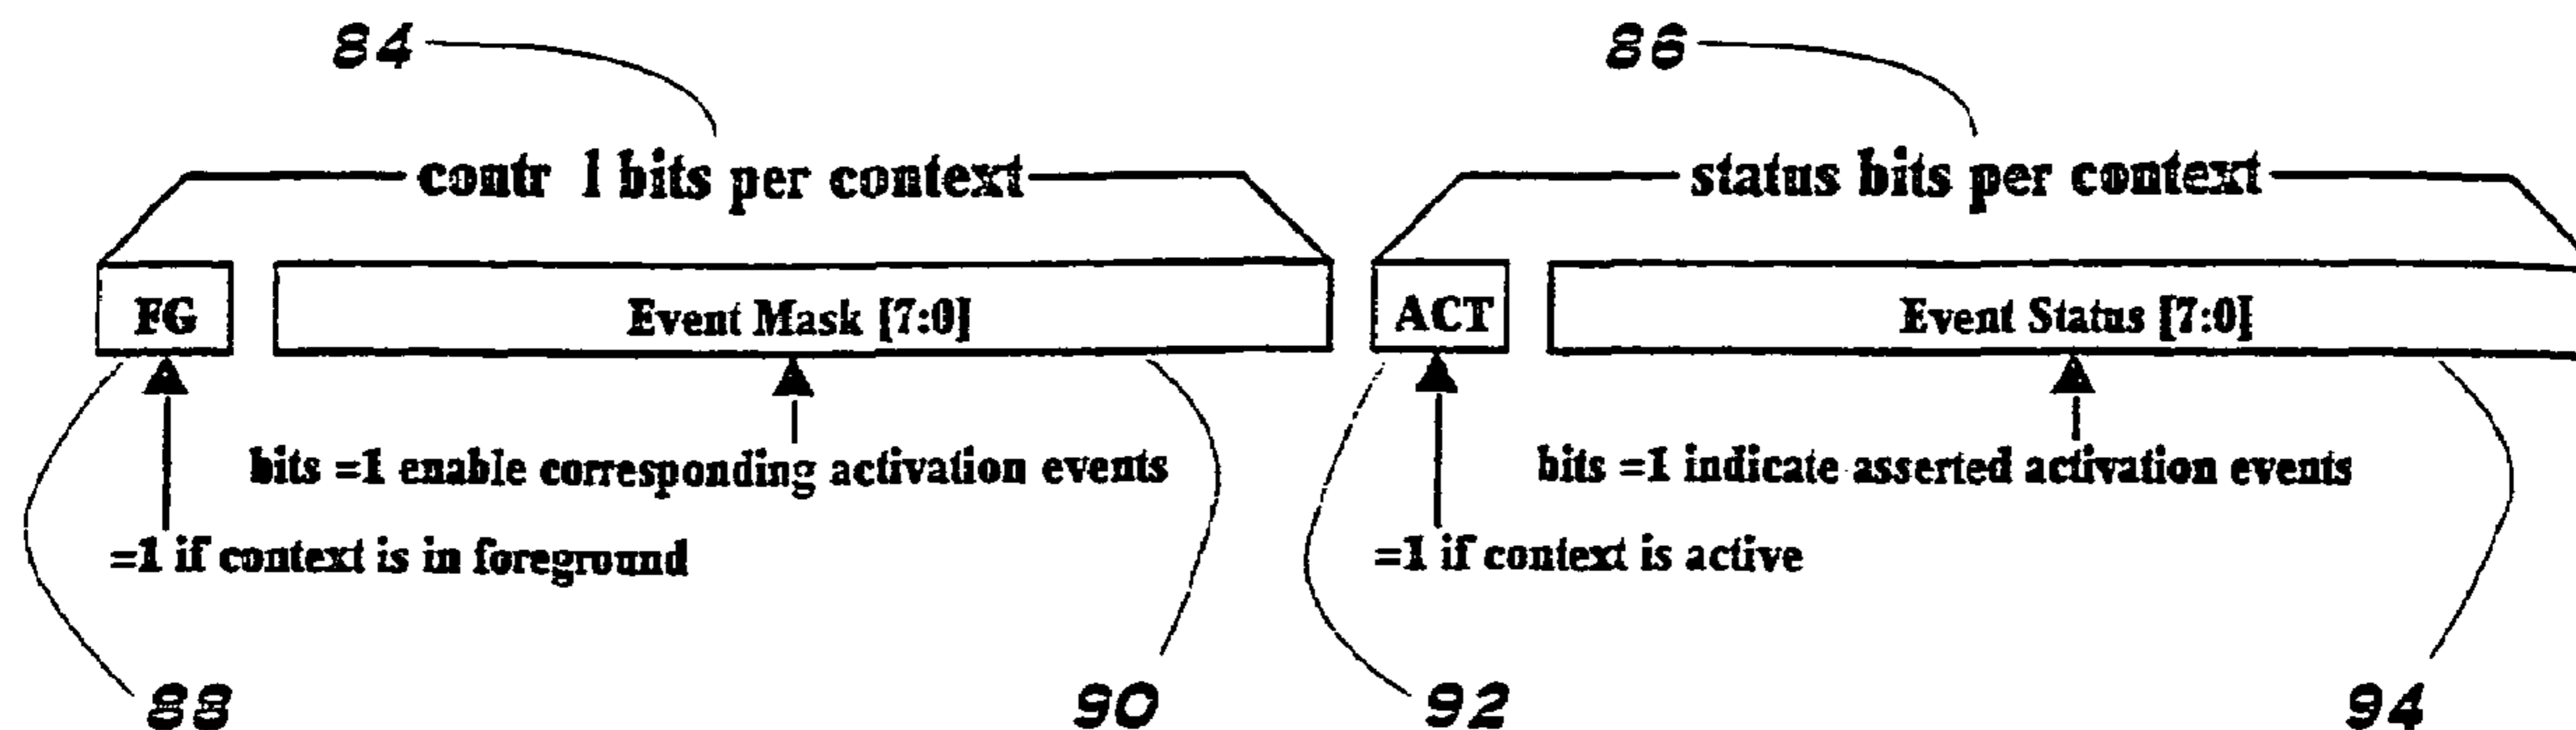 84
86
contr l bits per context
status bits per context
FG
Event Mask [7:0]
ACT
Event Status [7:0]
bits =1 enable corresponding activation events
bits =1 indicate asserted activation events
=1 if context is in foreground
=1 if context is active
88
90
92
94